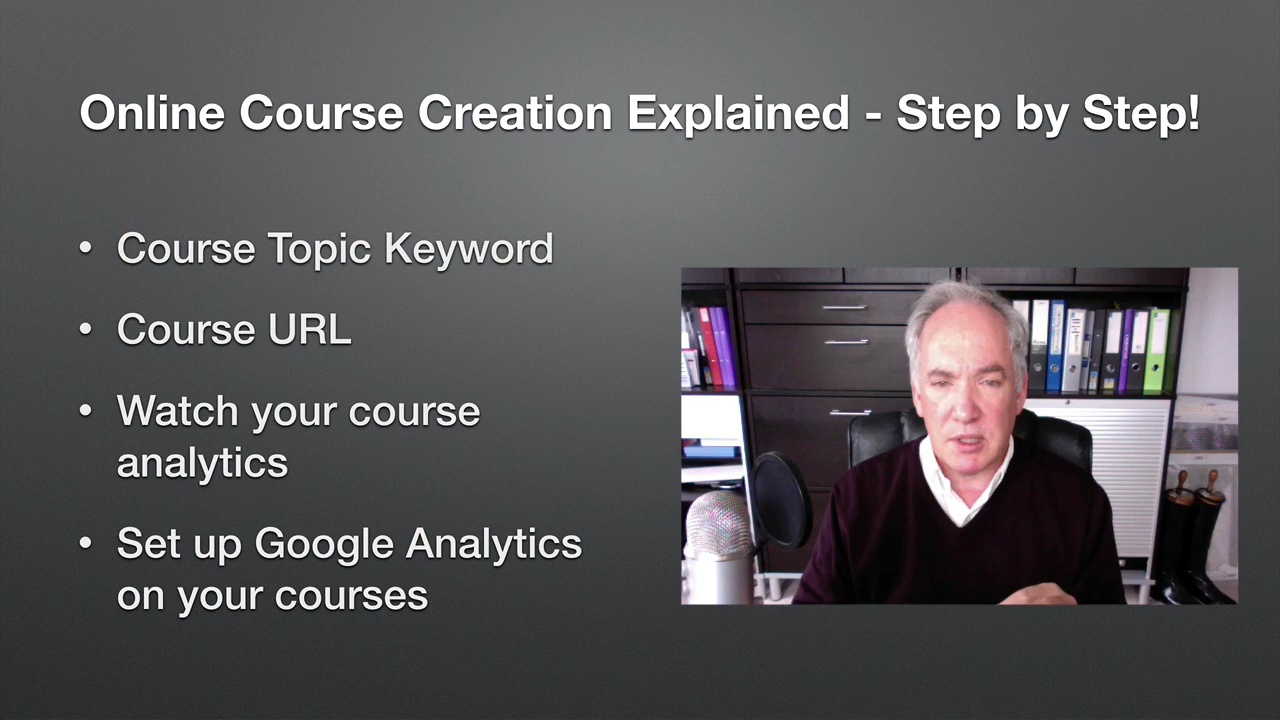 Online Course Creation Explained - Step by Step!
• Course Topic Keyword
• Course URL
• Watch your course
analytics
• Set up Google Analytics
on your courses